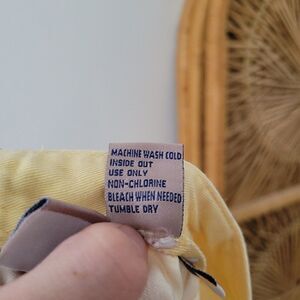 MACHINE WASH COLD
INSIDE OUT
USE ONLY
NON-CHLORINE
BLEACH WHEN NEEDED
TUMBLE DRY